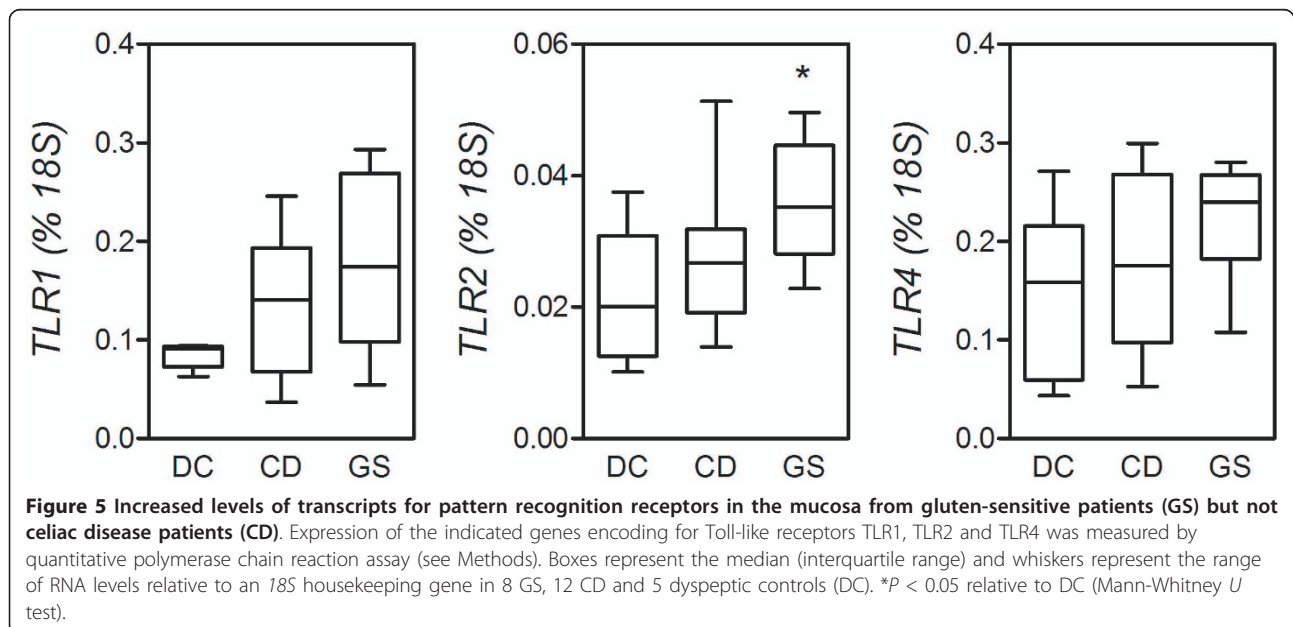 0.4
0.3
0.2
0.1
0.0
TLR1 (% 18S)
DC CD GS
0.06
0.04
0.02
0.00
TLR2 (% 18S)
*
DC CD GS
0.4
0.3
0.2
0.1
0.0
TLR4 (% 18S)
DC CD GS
Figure 5 Increased levels of transcripts for pattern recognition receptors in the mucosa from gluten-sensitive patients (GS) but not
celiac disease patients (CD). Expression of the indicated genes encoding for Toll-like receptors TLR1, TLR2 and TLR4 was measured by
quantitative polymerase chain reaction assay (see Methods). Boxes represent the median (interquartile range) and whiskers represent the range
of RNA levels relative to an 18S housekeeping gene in 8 GS, 12 CD and 5 dyspeptic controls (DC). *P < 0.05 relative to DC (Mann-Whitney U
test).